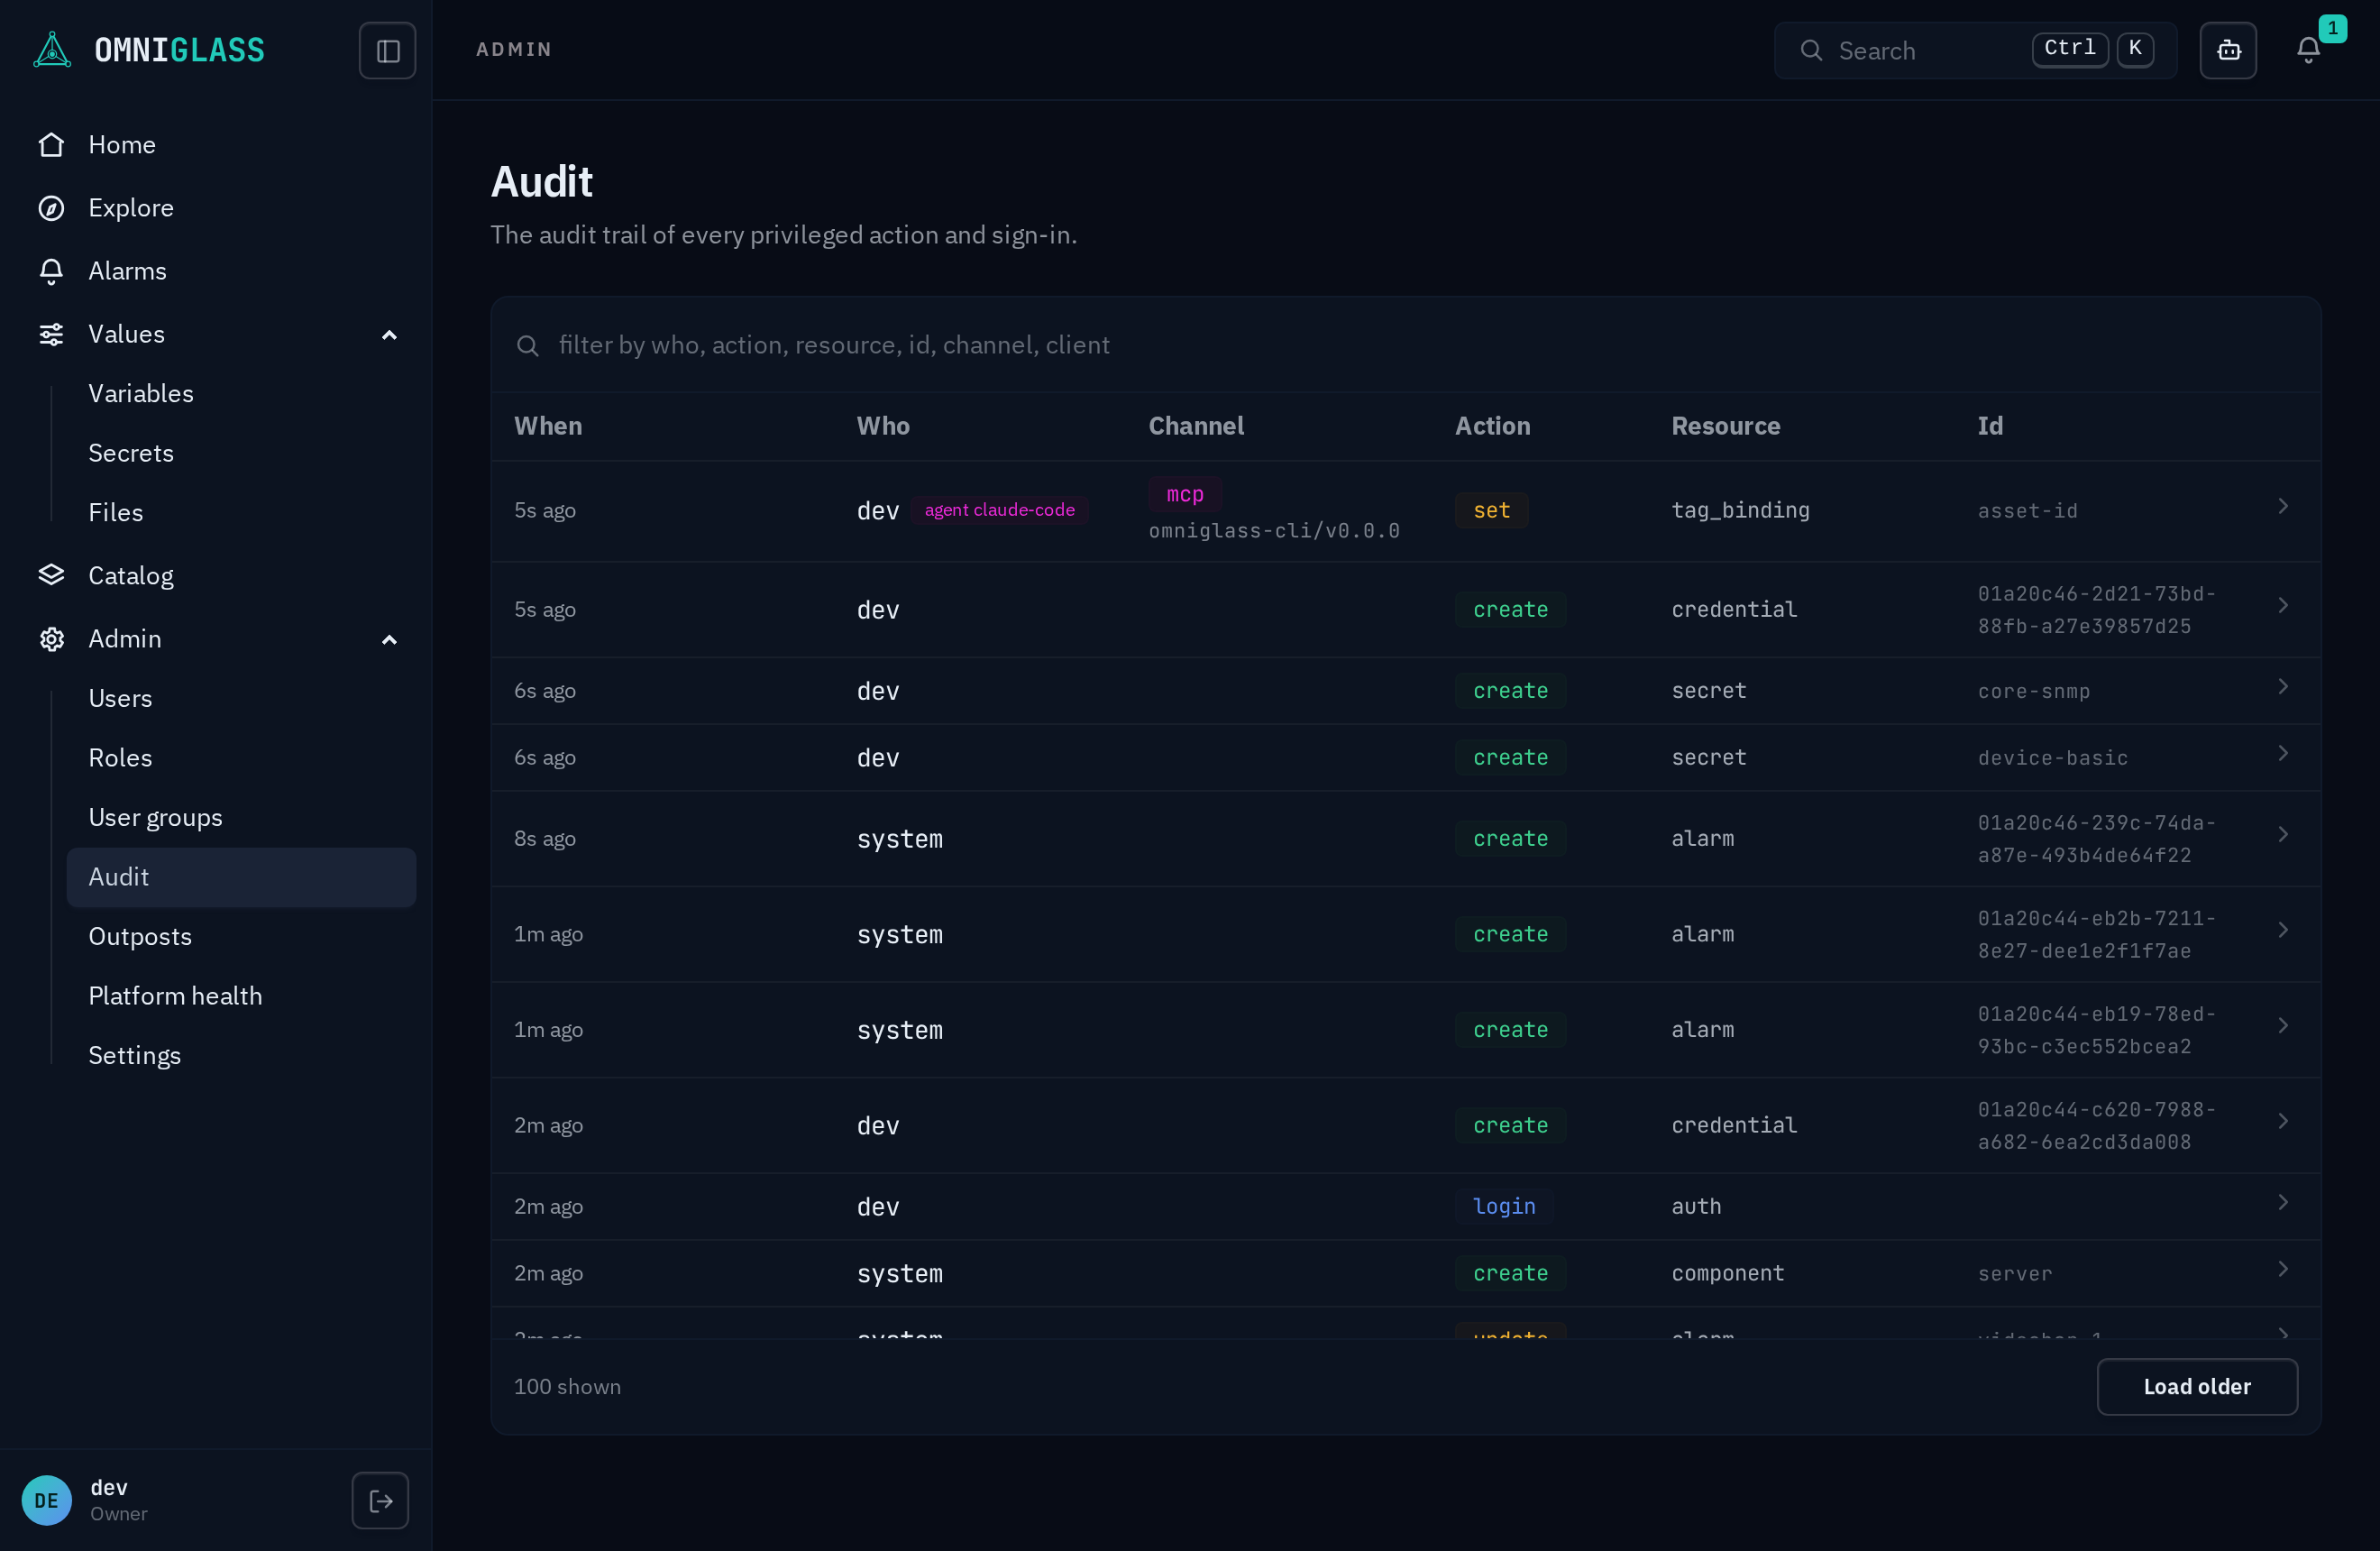 OMNIGLASS
ADMIN
Search
Ctrl
K
1
Home
Explore
Alarms
Values
Variables
Secrets
Files
Catalog
Admin
Users
Roles
User groups
Audit
Outposts
Platform health
Settings
DE
dev
Owner
Audit
The audit trail of every privileged action and sign-in.
filter by who, action, resource, id, channel, client
When Who Channel Action Resource Id
5s ago dev agent claude-code mcp omniglass-cli/v0.0.0 set tag_binding asset-id
5s ago dev create credential 01a20c46-2d21-73bd-
88fb-a27e39857d25
6s ago dev create secret core-snmp
6s ago dev create secret device-basic
8s ago system create alarm 01a20c46-239c-74da-
a87e-493b4de64f22
1m ago system create alarm 01a20c44-eb2b-7211-
8e27-dee1e2f1f7ae
1m ago system create alarm 01a20c44-eb19-78ed-
93bc-c3ec552bcea2
2m ago dev create credential 01a20c44-c620-7988-
a682-6ea2cd3da008
2m ago dev login auth
2m ago system create component server
system update alarm
100 shown
Load older